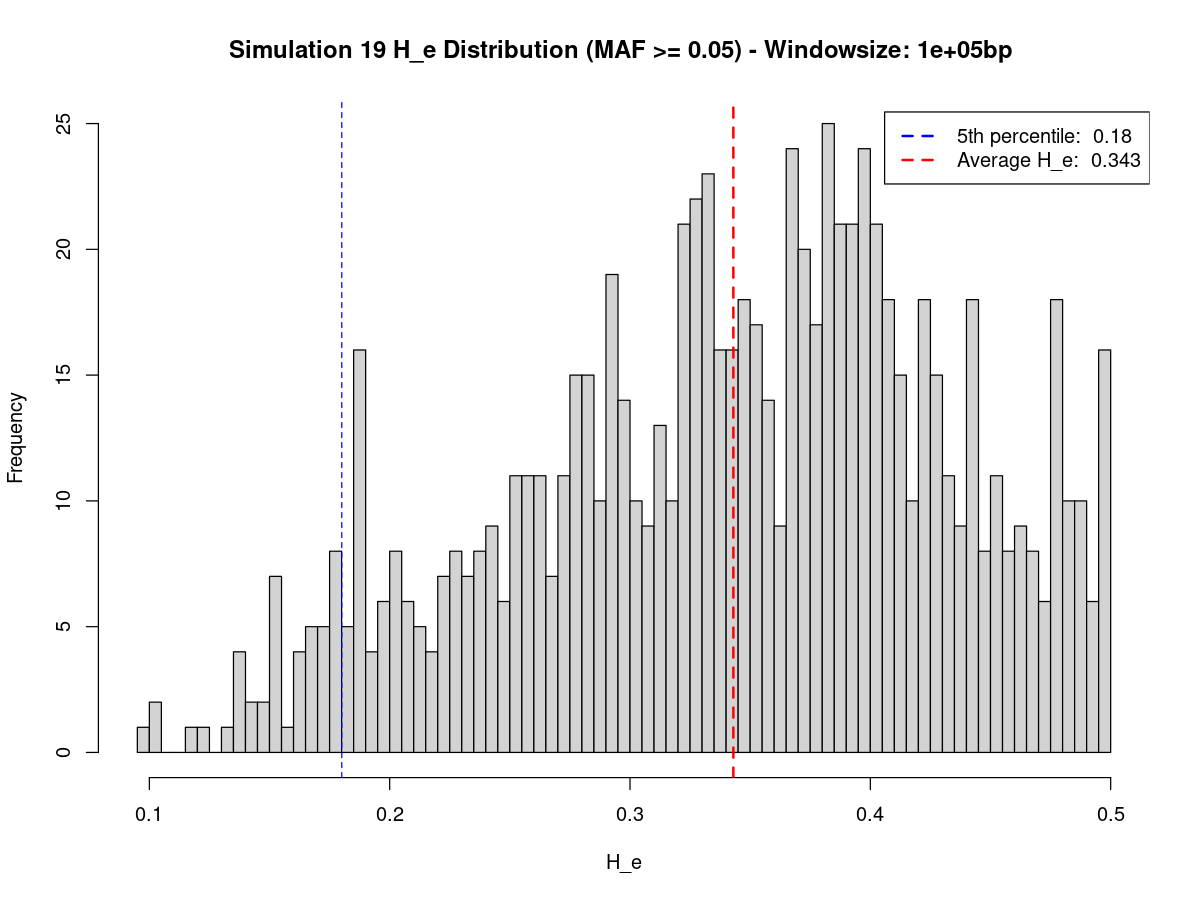 Simulation 19 H_e Distribution (MAF >= 0.05) - Windowsize: 1e+05bp
5th percentile: 0.18
Average H_e: 0.343
Frequency
25
20
15
10
5
0
0.1 0.2 0.3 0.4 0.5
H_e